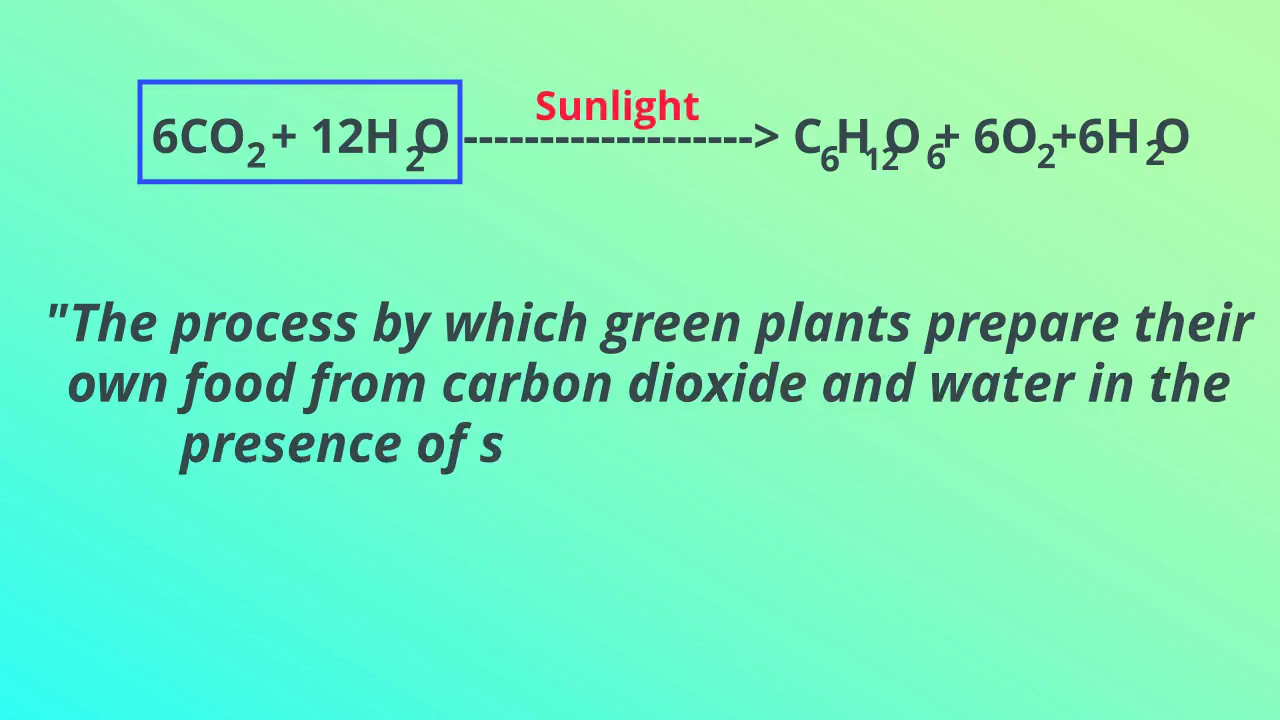 Sunlight
6CO2 + 12H2O -------------------> C6H12O6 + 6O2+6H2O
"The process by which green plants prepare their
own food from carbon dioxide and water in the
presence of s